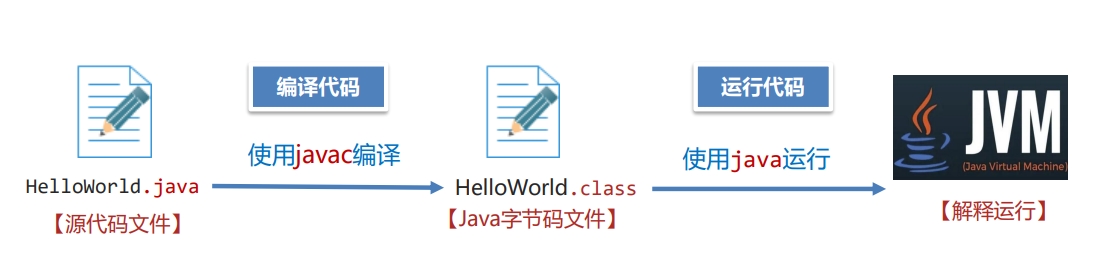 编译代码
运行代码
使用javac编译
使用java运行
JVM
(Java Virtual Machine)
HelloWorld.java
HelloWorld.class
【源代码文件】
【Java字节码文件】
【解释运行】